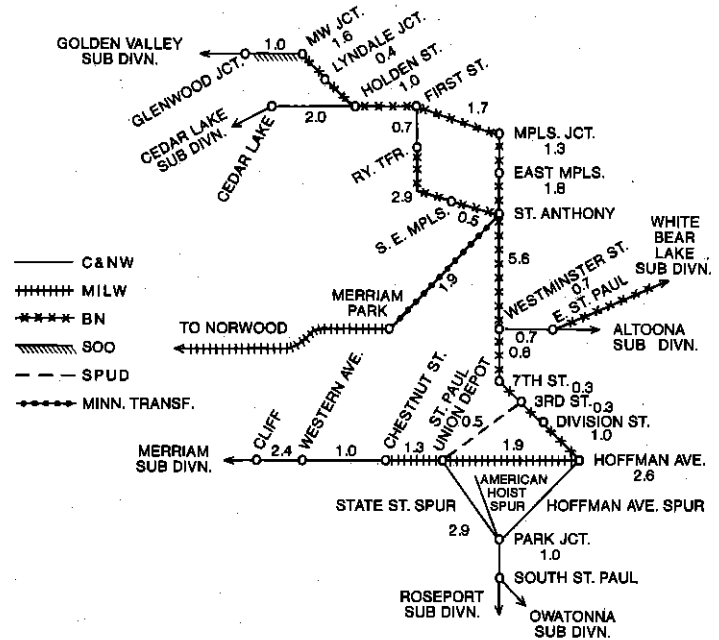 GOLDEN VALLEY
SUB DIVN.
1.0
MW JCT.
1.6
LYNDALE JCT.
0.4
HOLDEN ST.
1.0
FIRST ST.
GLENWOOD JCT.
CEDAR LAKE
SUB DIVN.
CEDAR LAKE
2.0
1.7
0.7
MPLS. JCT.
1.3
RY. TFR.
EAST MPLS.
1.8
2.9
S. E. MPLS.
0.5
ST. ANTHONY
WHITE
BEAR
LAKE
SUB DIVN.
C&NW
MILW
BN
SOO
SPUD
MINN. TRANSF.
5.6
WESTMINSTER ST.
0.7
E. ST. PAUL
1.9
MERRIAM
PARK
TO NORWOOD
0.7
ALTOONA
SUB DIVN.
0.8
7TH ST.
0.3
3RD ST.
0.3
DIVISION ST.
1.0
CLIFF
WESTERN AVE.
CHESTNUT ST.
ST. PAUL
UNION DEPOT
0.5
MERRIAM
SUB DIVN.
2.4
1.0
1.3
1.9
HOFFMAN AVE.
2.6
AMERICAN
HOIST
SPUR
STATE ST. SPUR
HOFFMAN AVE. SPUR
2.9
PARK JCT.
1.0
SOUTH ST. PAUL
ROSEPORT
SUB DIVN.
OWATONNA
SUB DIVN.